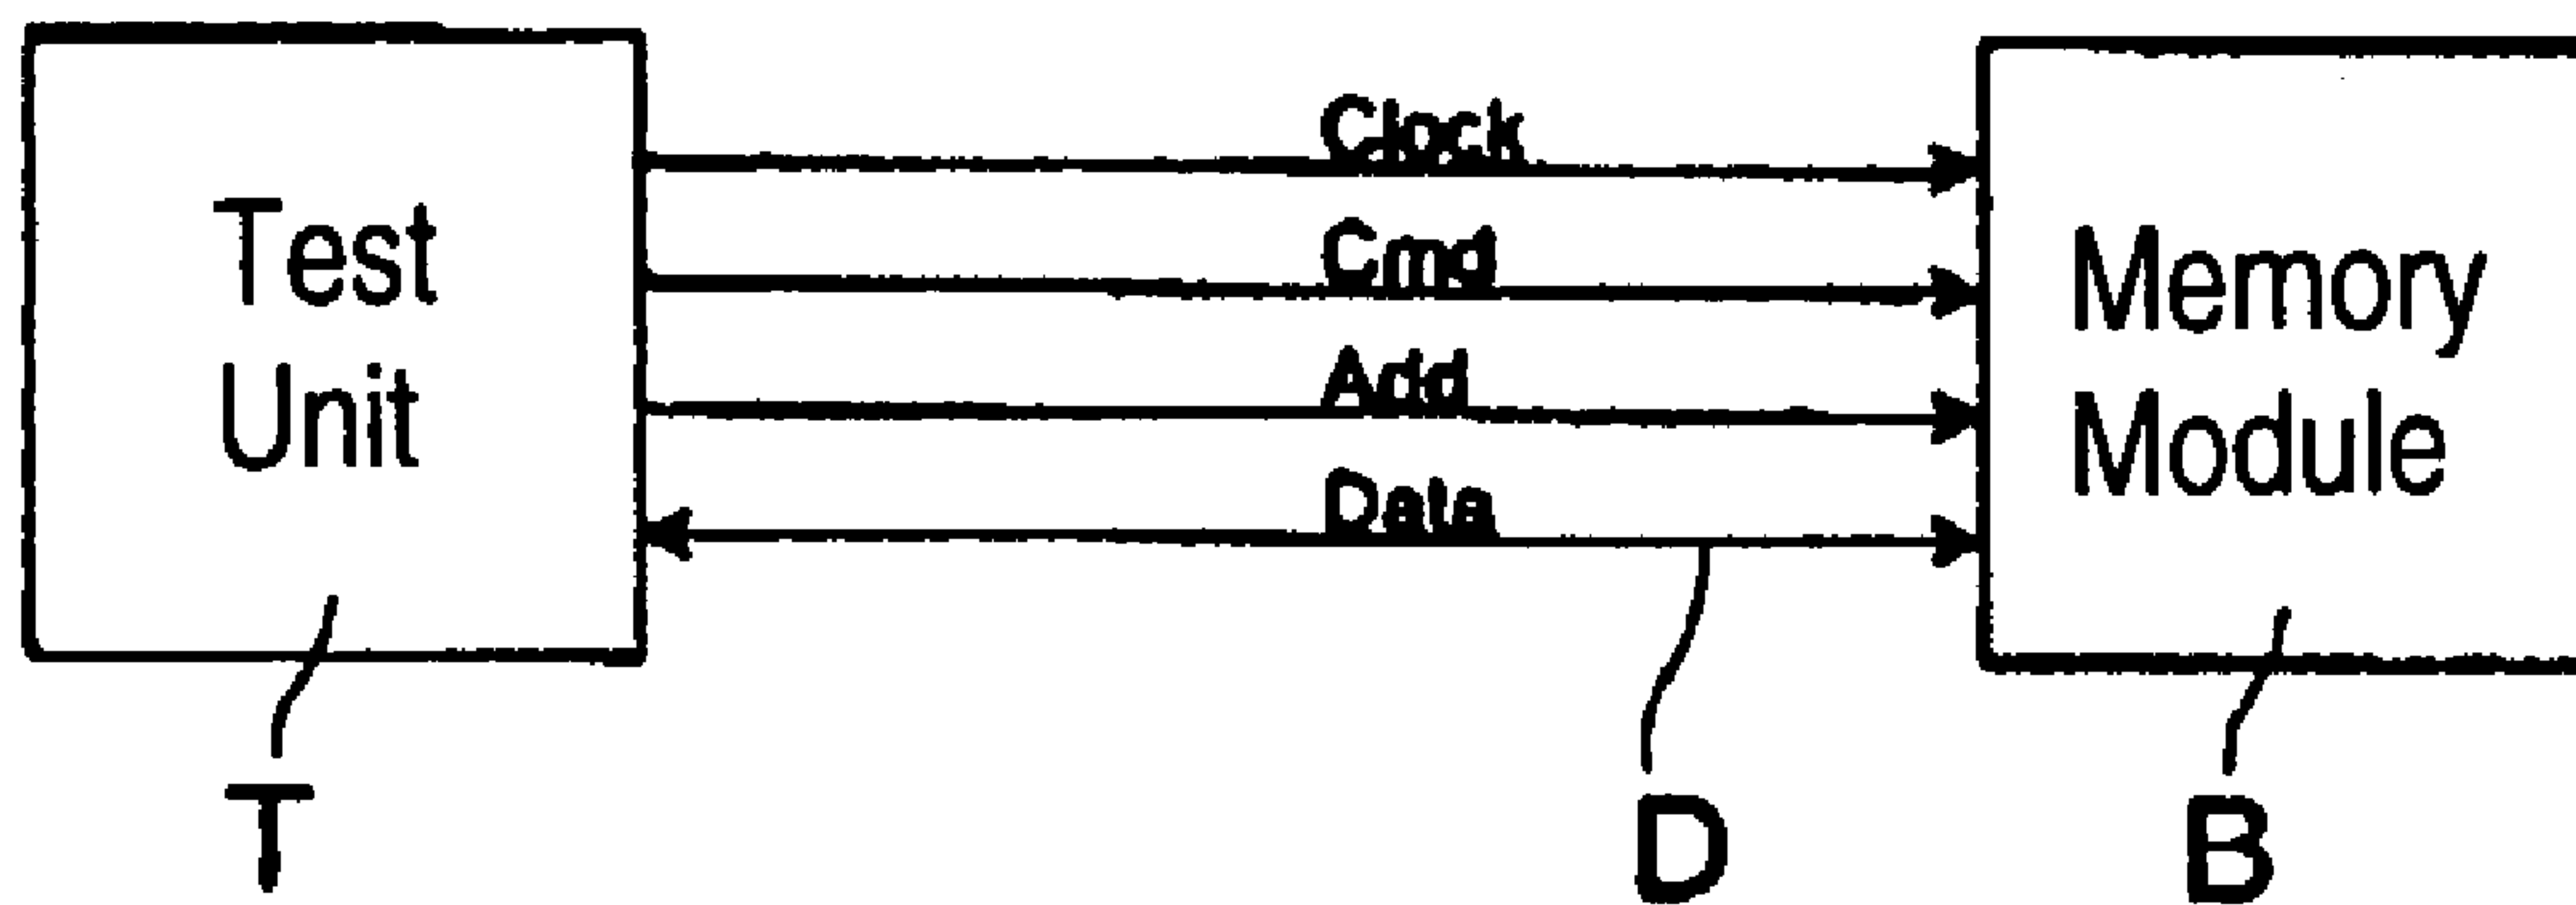 Test
Unit
Clock
Cmd
Add
Data
Memory
Module
T
D
B